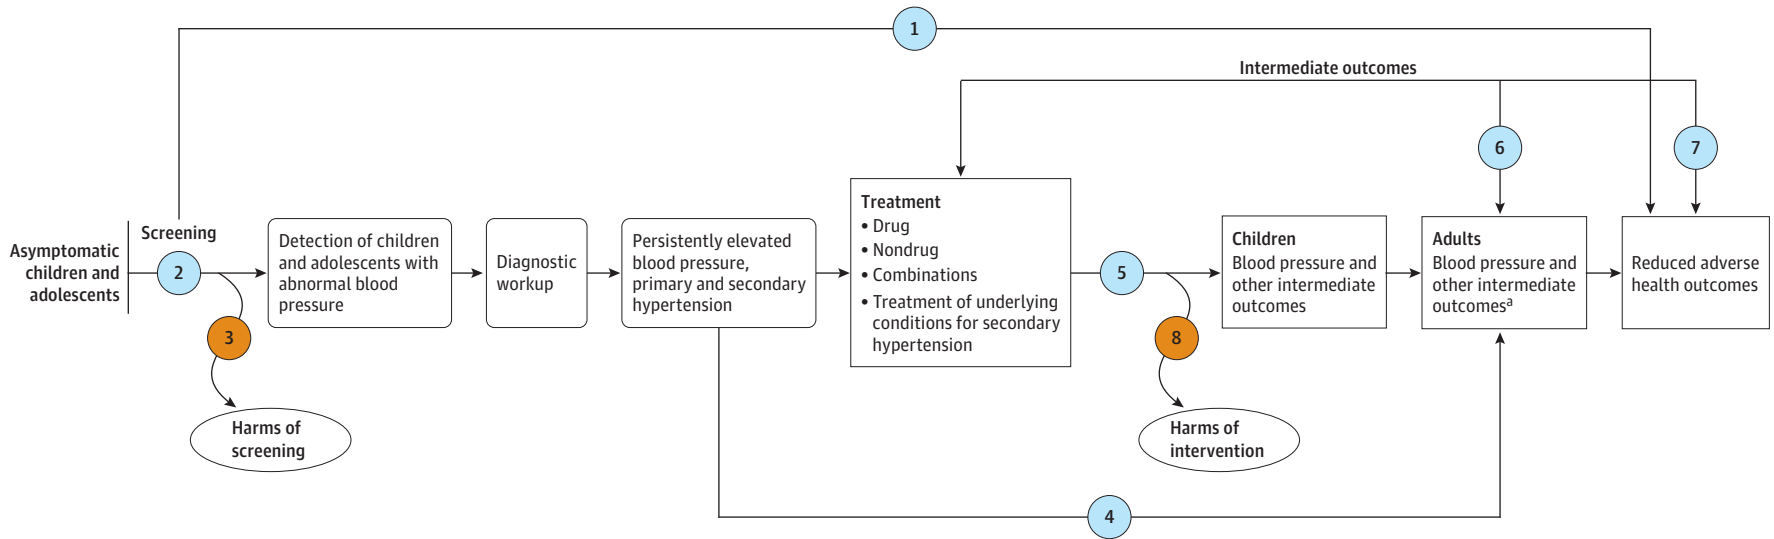 1
Intermediate outcomes
6
7
Asymptomatic
children and
adolescents
Screening
2
3
Harms of
screening
Detection of children
and adolescents with
abnormal blood
pressure
Diagnostic
workup
Persistently elevated
blood pressure,
primary and secondary
hypertension
Treatment
• Drug
• Nondrug
• Combinations
• Treatment of underlying
conditions for secondary
hypertension
5
8
Harms of
intervention
Children
Blood pressure and
other intermediate
outcomes
Adults
Blood pressure and
other intermediate
outcomesᵃ
Reduced adverse
health outcomes
4